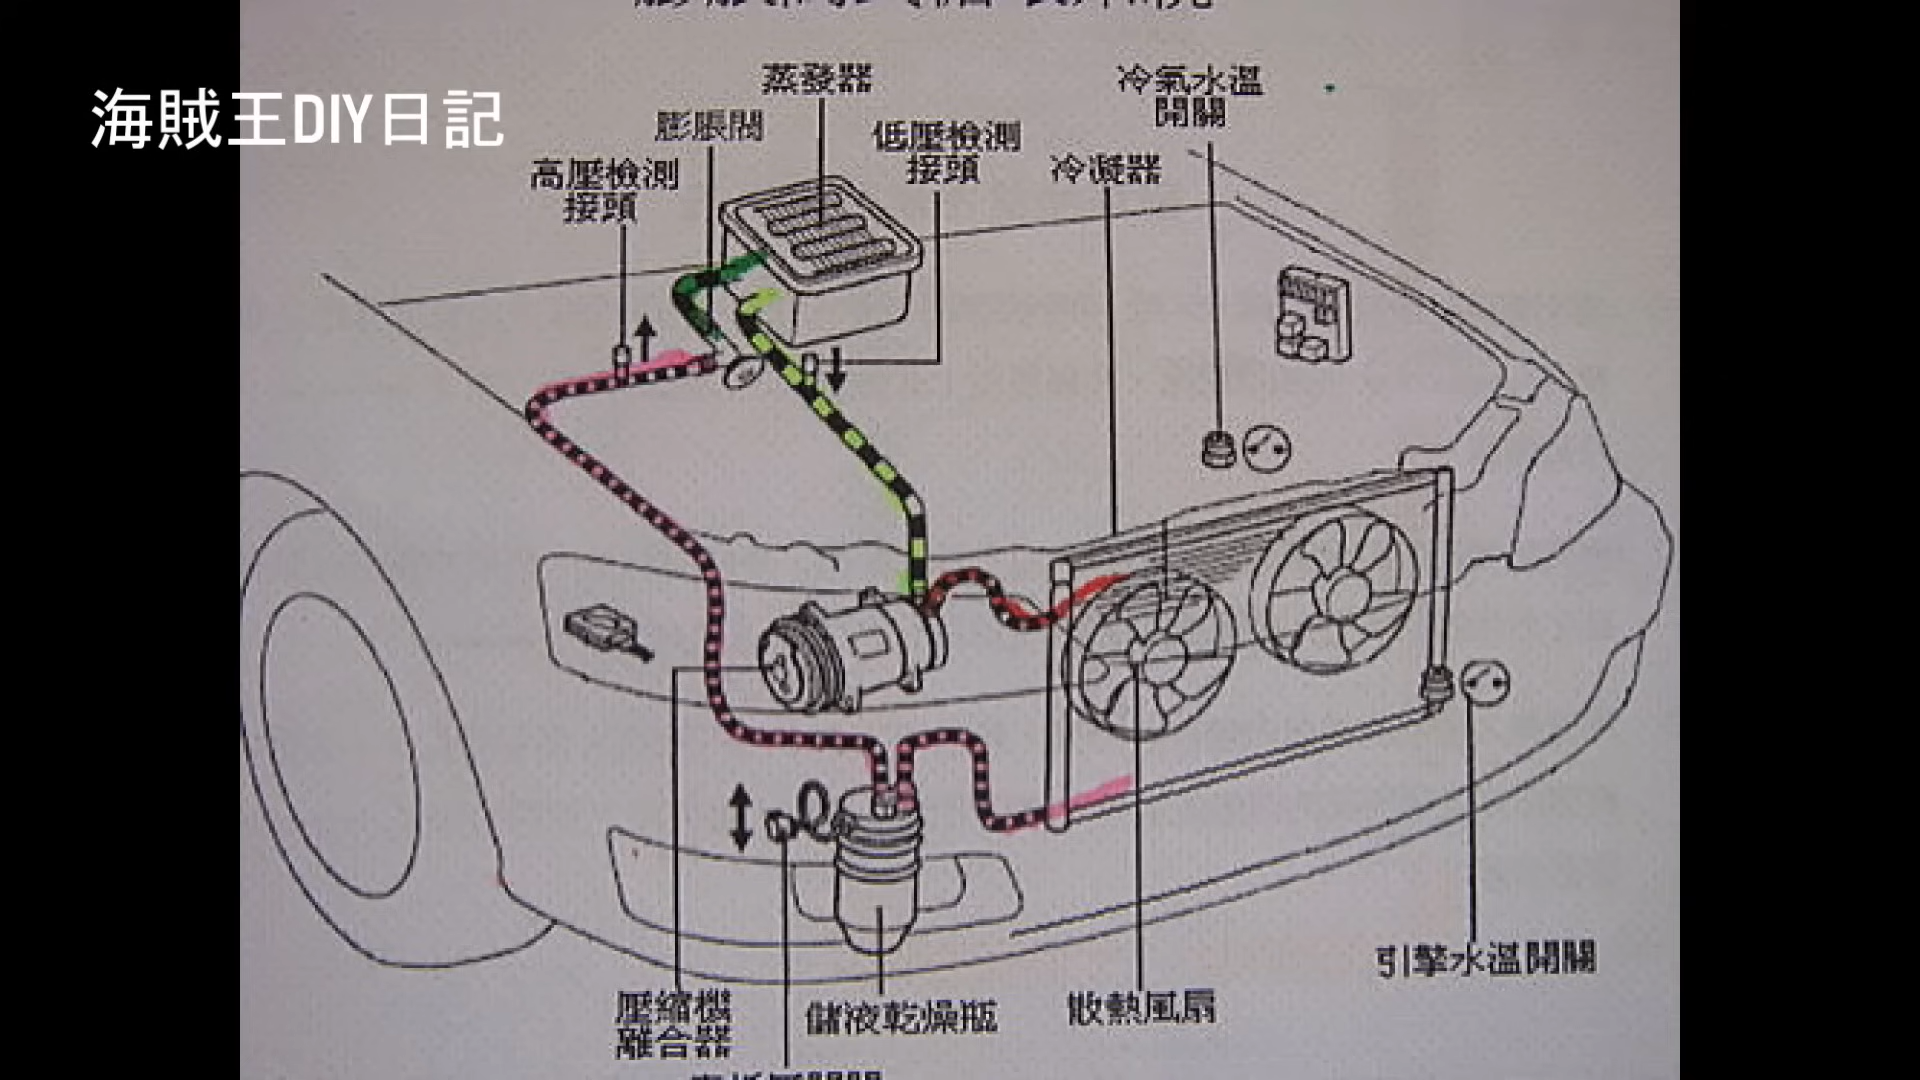 蒸發器
冷氣水溫
開關
海賊王DIY日記
膨脹閥
低壓檢測
接頭
冷凝器
高壓檢測
接頭
引擎水溫開關
壓縮機
離合器
儲液乾燥瓶
散熱風扇